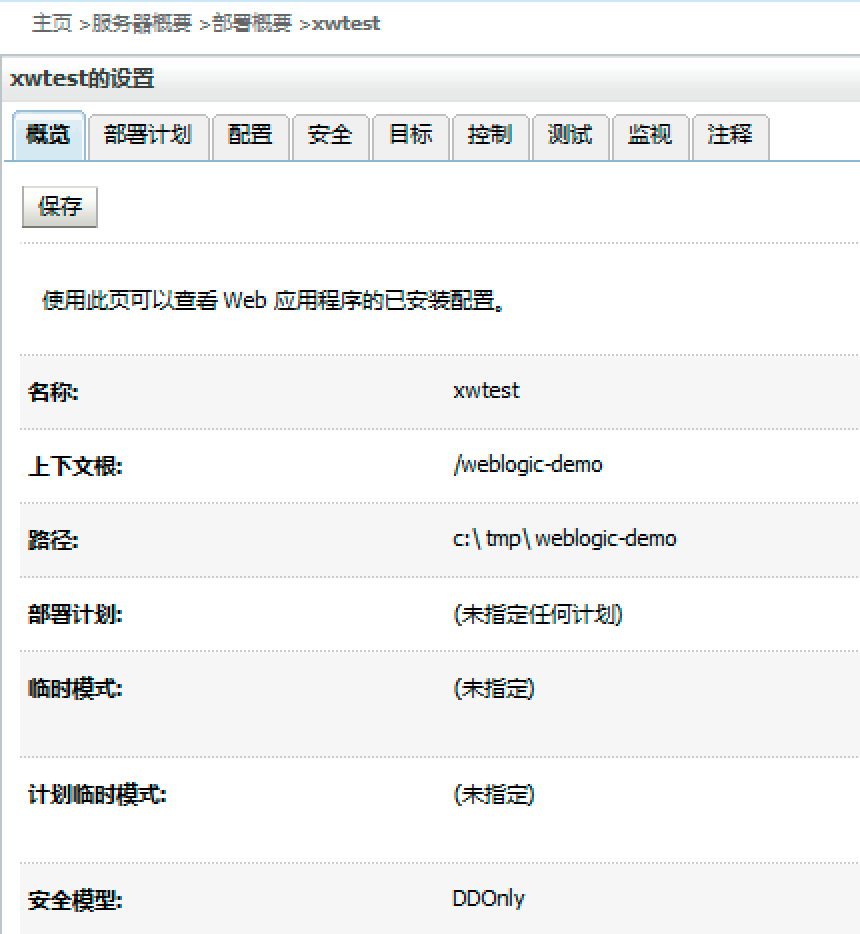 主页 >服务器概要 >部署概要 >xwtest
xwtest的设置
概览 部署计划 配置 安全 目标 控制 测试 监视 注释
保存
使用此页可以查看 Web 应用程序的已安装配置。
名称: xwtest
上下文根: /weblogic-demo
路径: c:\ tmp\ weblogic-demo
部署计划: (未指定任何计划)
临时模式: (未指定)
计划临时模式: (未指定)
安全模型: DDOnly